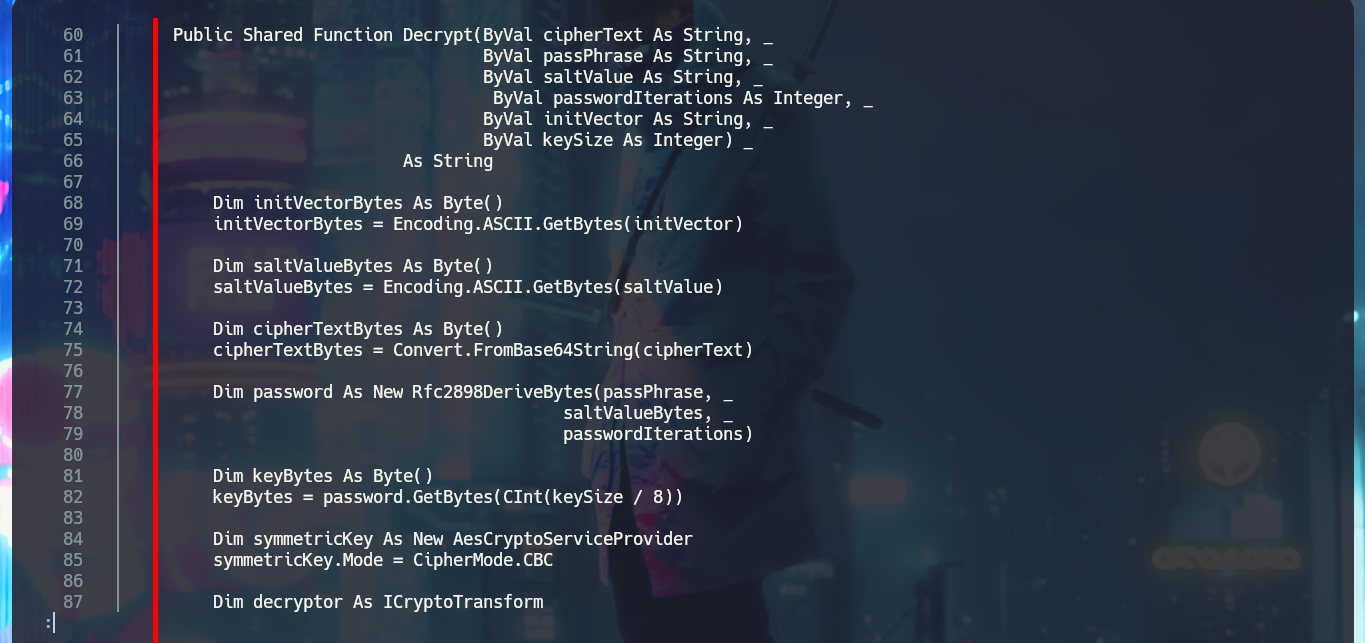 60 Public Shared Function Decrypt(ByVal cipherText As String, _
61 ByVal passPhrase As String, _
62 ByVal saltValue As String, _
63 ByVal passwordIterations As Integer, _
64 ByVal initVector As String, _
65 ByVal keySize As Integer) _
66 As String
67
68 Dim initVectorBytes As Byte()
69 initVectorBytes = Encoding.ASCII.GetBytes(initVector)
70
71 Dim saltValueBytes As Byte()
72 saltValueBytes = Encoding.ASCII.GetBytes(saltValue)
73
74 Dim cipherTextBytes As Byte()
75 cipherTextBytes = Convert.FromBase64String(cipherText)
76
77 Dim password As New Rfc2898DeriveBytes(passPhrase, _
78 saltValueBytes, _
79 passwordIterations)
80
81 Dim keyBytes As Byte()
82 keyBytes = password.GetBytes(CInt(keySize / 8))
83
84 Dim symmetricKey As New AesCryptoServiceProvider
85 symmetricKey.Mode = CipherMode.CBC
86
87 Dim decryptor As ICryptoTransform
: